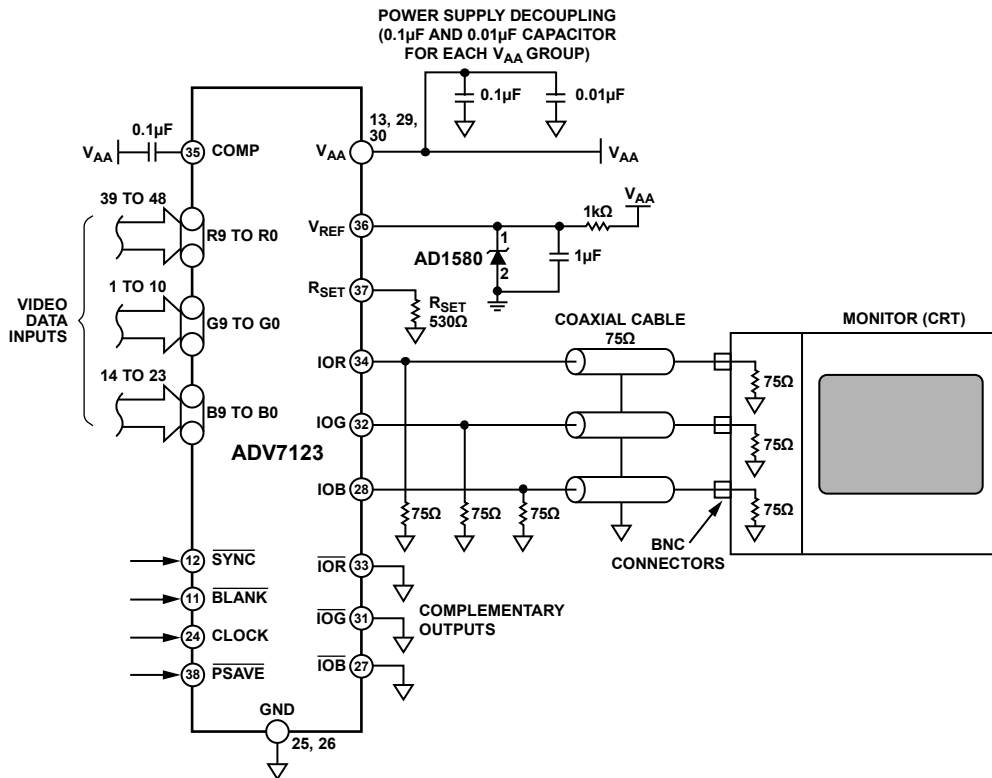 POWER SUPPLY DECOUPLING
(0.1µF AND 0.01µF CAPACITOR
FOR EACH VAA GROUP)
0.1µF
0.01µF
13, 29,
30
VAA
VAA
0.1µF
VAA
35
COMP
39 TO 48
R9 TO R0
1 TO 10
G9 TO G0
14 TO 23
B9 TO B0
VIDEO
DATA
INPUTS
ADV7123
VREF
36
1kΩ
VAA
AD1580
1
2
1µF
RSET
37
RSET
530Ω
COAXIAL CABLE
75Ω
MONITOR (CRT)
IOR
34
75Ω
IOG
32
75Ω
IOB
28
75Ω
75Ω
75Ω
75Ω
BNC
CONNECTORS
12
SYNC
11
BLANK
24
CLOCK
38
PSAVE
IOR
33
IOG
31
IOB
27
COMPLEMENTARY
OUTPUTS
GND
25, 26